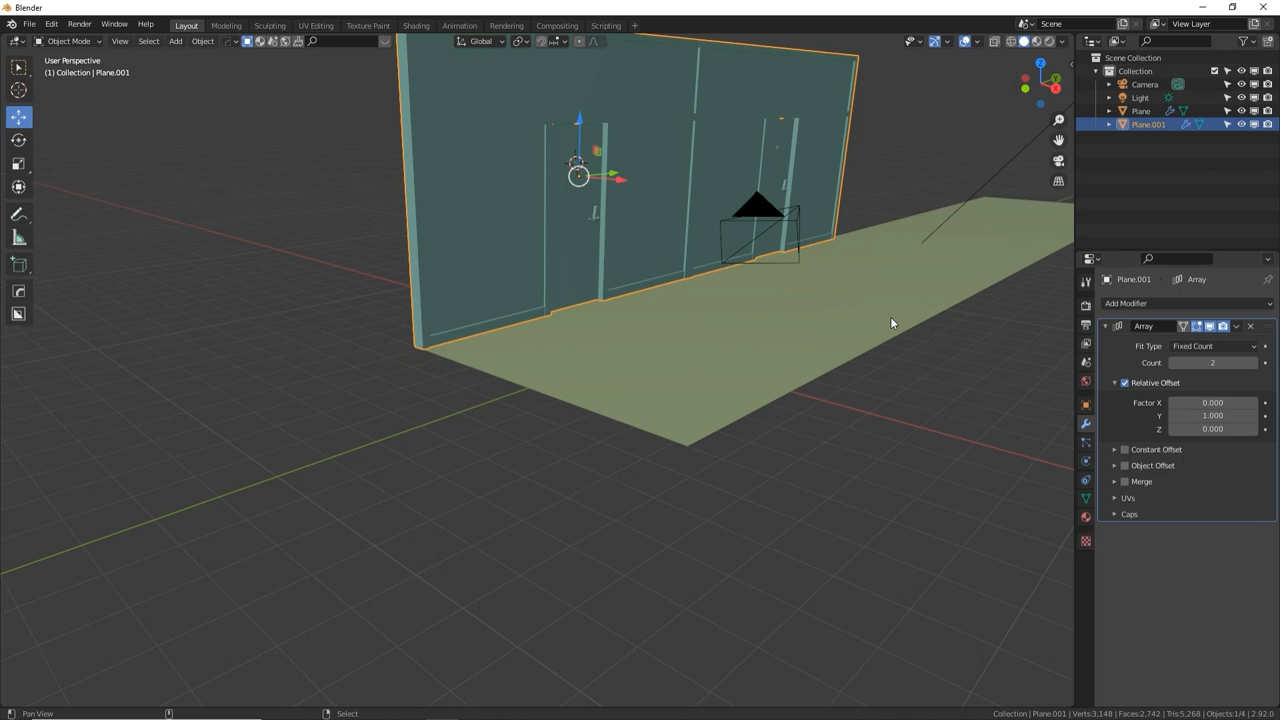 Blender
File Edit Render Window Help Layout Modeling Sculpting UV Editing Texture Paint Shading Animation Rendering Compositing Scripting + Scene View Layer
Object Mode View Select Add Object Global
User Perspective
(1) Collection | Plane.001
Z
Y
X
Scene Collection
Collection
Camera
Light
Plane
Plane.001
Plane.001 Array
Add Modifier
Array
Fit Type Fixed Count
Count 2
Relative Offset
Factor X 0.000
Y 1.000
Z 0.000
Constant Offset
Object Offset
Merge
UVs
Caps
Pan View Select Collection | Plane.001 | Verts:3,148 | Faces:2,742 | Tris:5,268 | Objects:1/4 | 2.92.0